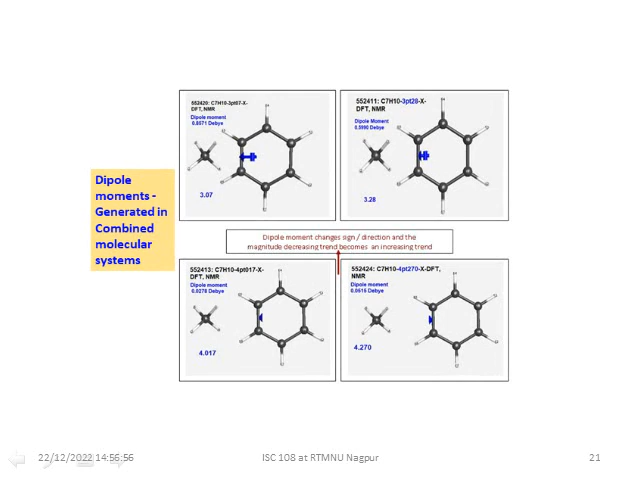 Dipole
moments -
Generated in
Combined
molecular
systems
552420: C7H10-3pt07-X-
DFT, NMR
Dipole moment
0.8571 Debye
3.07
552411: C7H10-3pt28-X-
DFT, NMR
Dipole Moment
0.5980 Debye
3.28
Dipole moment changes sign / direction and the
magnitude decreasing trend becomes an increasing trend
552413: C7H10-4pt017-X-
DFT, NMR
Dipole moment
0.0278 Debye
4.017
552424: C7H10-4pt270-X-DFT,
NMR
Dipole moment
0.0615 Debye
4.270
22/12/2022 14:56:56
ISC 108 at RTMNU Nagpur
21